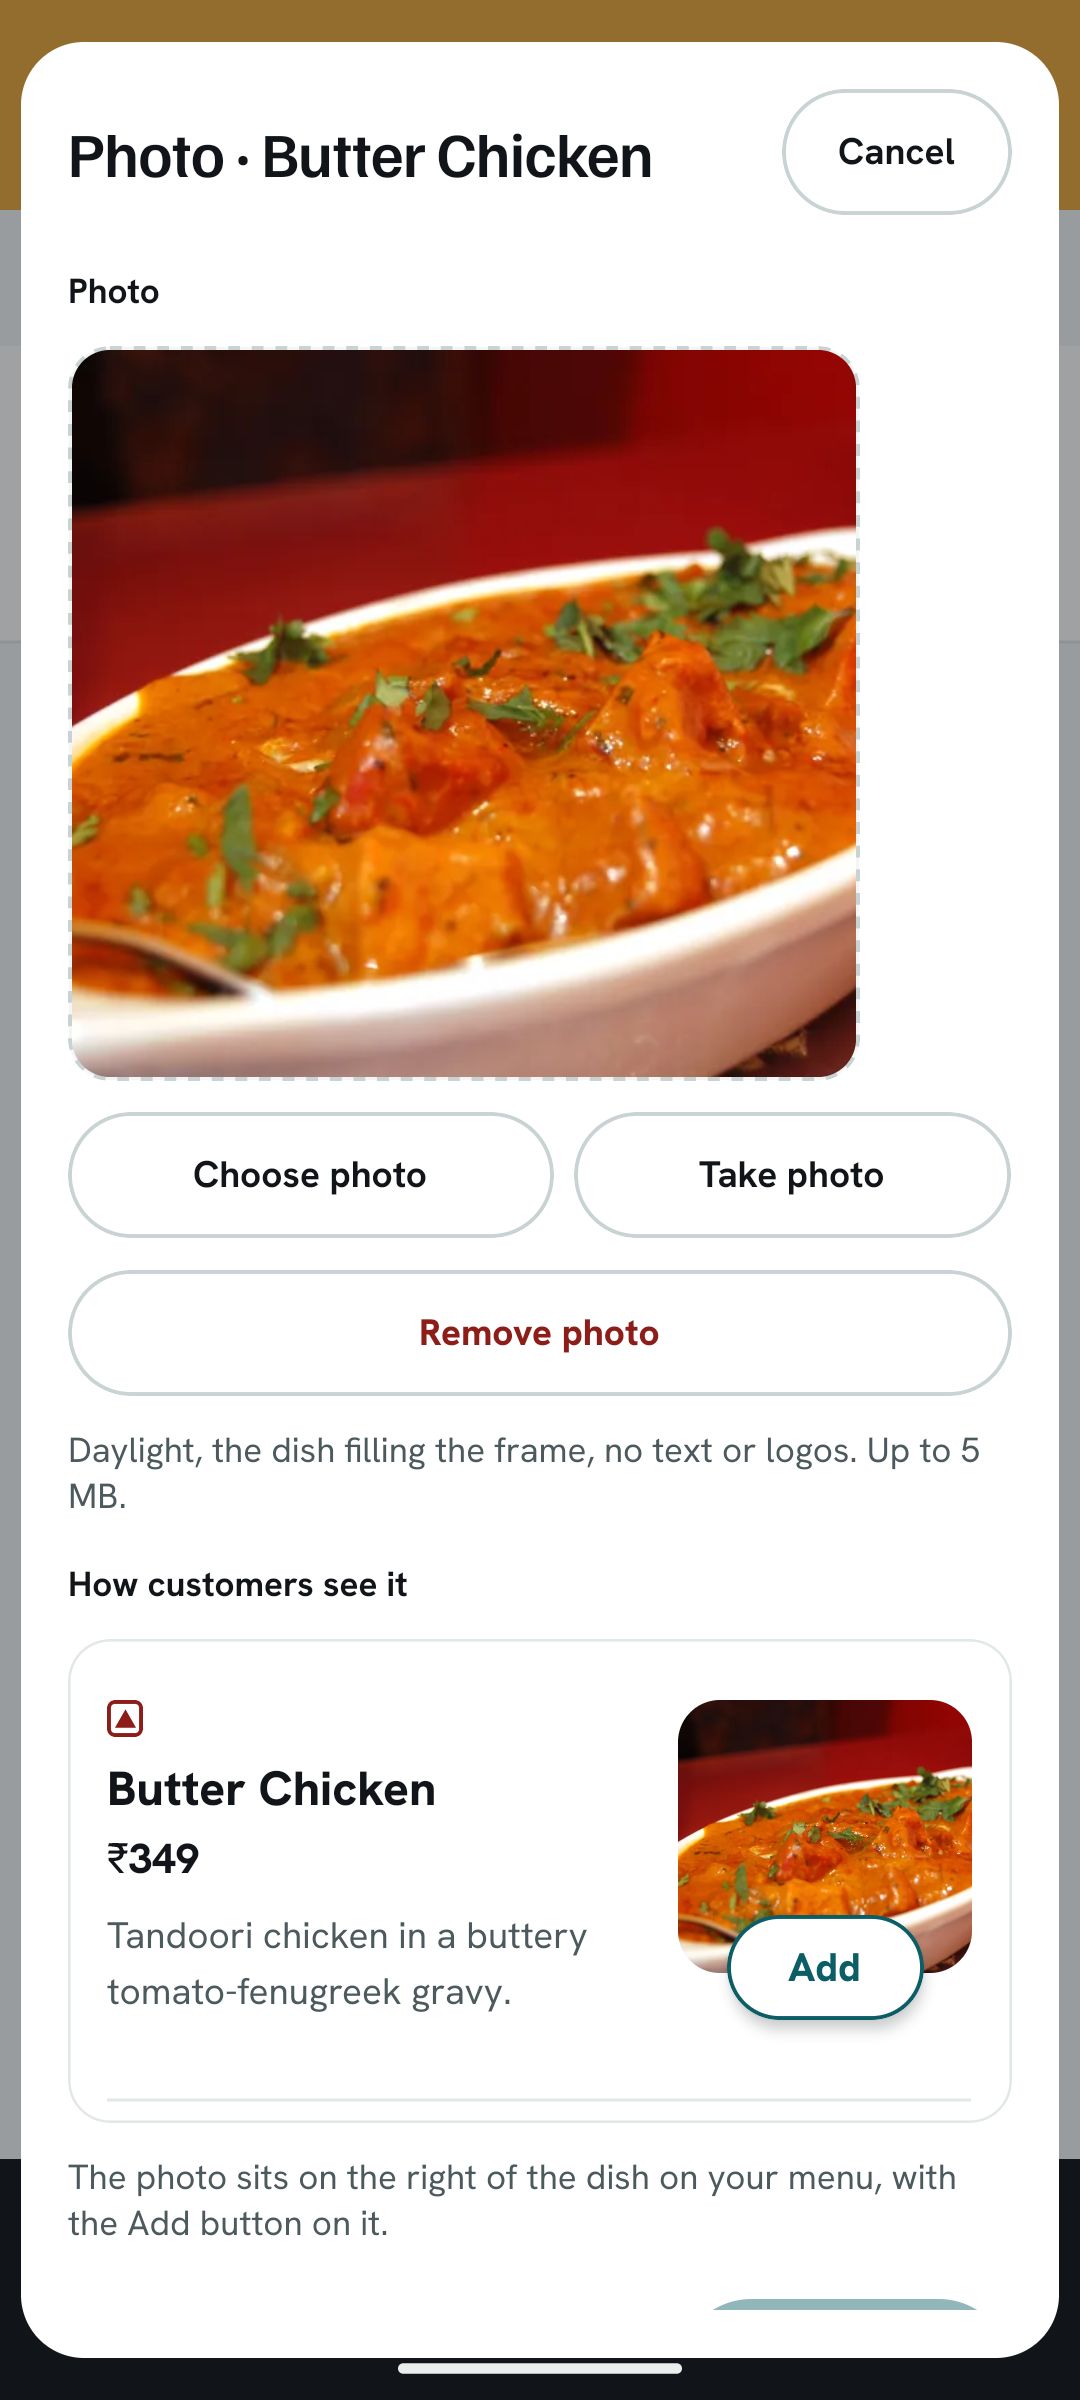 Photo · Butter Chicken
Cancel
Photo
Choose photo
Take photo
Remove photo
Daylight, the dish filling the frame, no text or logos. Up to 5
MB.
How customers see it
Butter Chicken
₹349
Tandoori chicken in a buttery
tomato-fenugreek gravy.
Add
The photo sits on the right of the dish on your menu, with
the Add button on it.